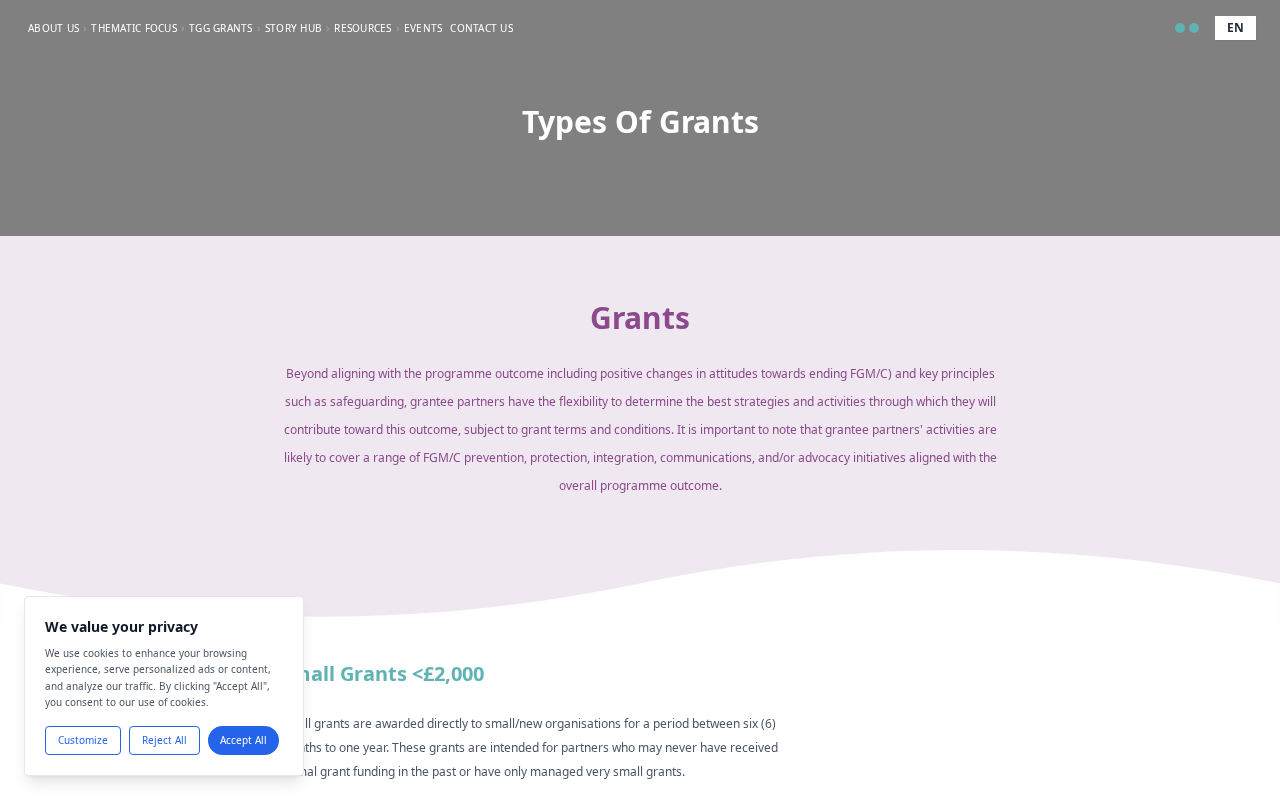 ABOUT US › THEMATIC FOCUS › TGG GRANTS › STORY HUB › RESOURCES › EVENTS CONTACT US
EN
Types Of Grants
Grants
Beyond aligning with the programme outcome including positive changes in attitudes towards ending FGM/C) and key principles
such as safeguarding, grantee partners have the flexibility to determine the best strategies and activities through which they will
contribute toward this outcome, subject to grant terms and conditions. It is important to note that grantee partners' activities are
likely to cover a range of FGM/C prevention, protection, integration, communications, and/or advocacy initiatives aligned with the
overall programme outcome.
Grants <£2,000
grants are awarded directly to small/new organisations for a period between six (6)
to one year. These grants are intended for partners who may never have received
grant funding in the past or have only managed very small grants.
We value your privacy
We use cookies to enhance your browsing
experience, serve personalized ads or content,
and analyze our traffic. By clicking "Accept All",
you consent to our use of cookies.
Customize
Reject All
Accept All